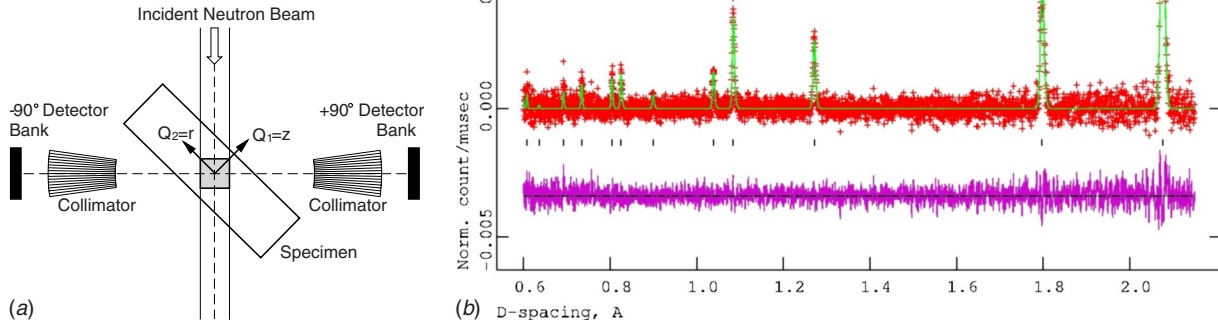 Incident Neutron Beam
-90° Detector
Bank
+90° Detector
Bank
Q2=r
Q1=z
Collimator
Collimator
Specimen
(a)
0.000
-0.005
Norm. count/musec
0.6 0.8 1.0 1.2 1.4 1.6 1.8 2.0
(b) D-spacing, A